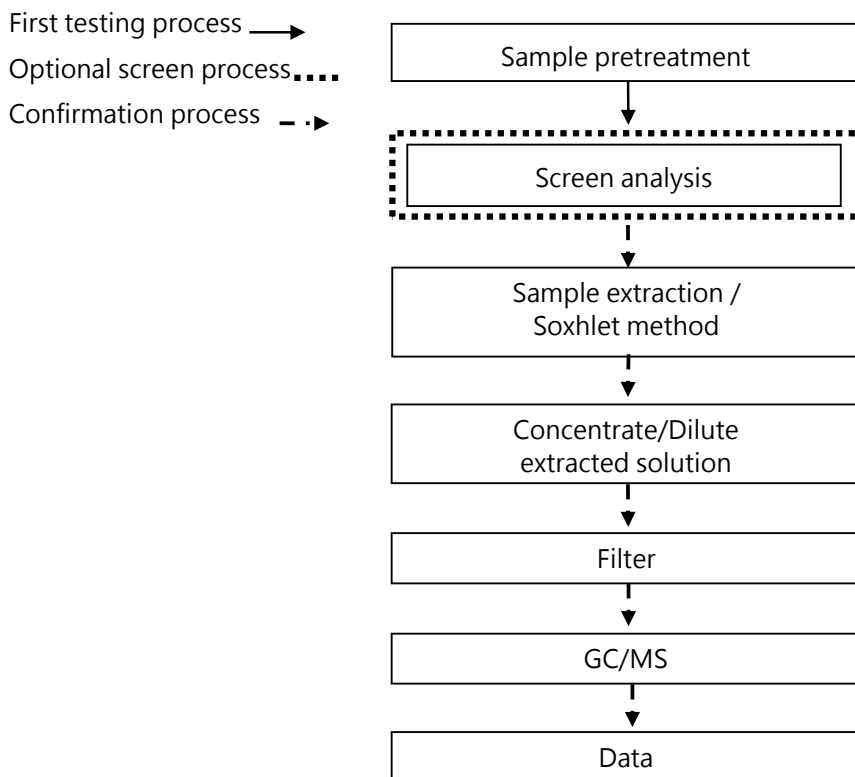 First testing process
Optional screen process
Confirmation process
Sample pretreatment
Screen analysis
Sample extraction /
Soxhlet method
Concentrate/Dilute
extracted solution
Filter
GC/MS
Data